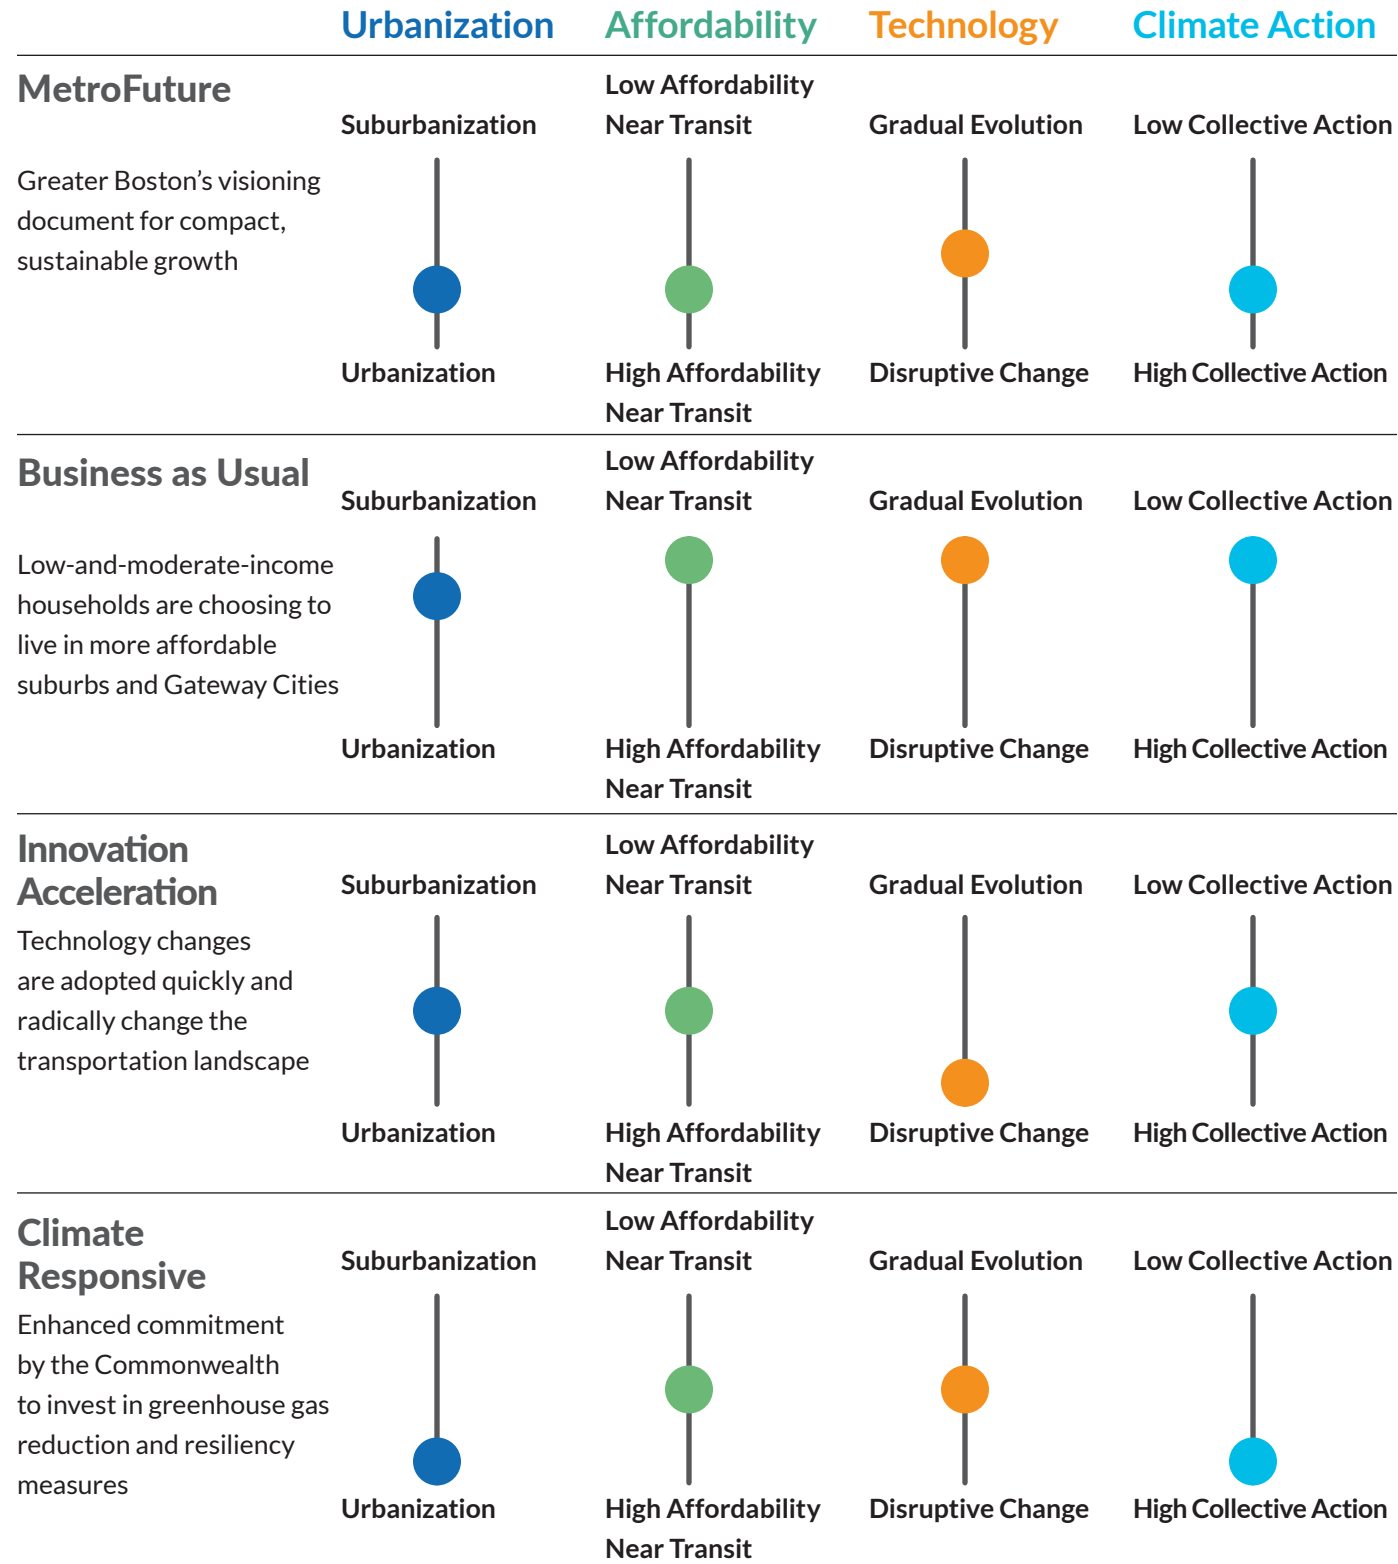 Urbanization Affordability Technology Climate Action
MetroFuture
Greater Boston’s visioning
document for compact,
sustainable growth
Suburbanization
Urbanization
Low Affordability
Near Transit
High Affordability
Near Transit
Gradual Evolution
Disruptive Change
Low Collective Action
High Collective Action
Business as Usual
Low-and-moderate-income
households are choosing to
live in more affordable
suburbs and Gateway Cities
Suburbanization
Urbanization
Low Affordability
Near Transit
High Affordability
Near Transit
Gradual Evolution
Disruptive Change
Low Collective Action
High Collective Action
Innovation
Acceleration
Technology changes
are adopted quickly and
radically change the
transportation landscape
Suburbanization
Urbanization
Low Affordability
Near Transit
High Affordability
Near Transit
Gradual Evolution
Disruptive Change
Low Collective Action
High Collective Action
Climate
Responsive
Enhanced commitment
by the Commonwealth
to invest in greenhouse gas
reduction and resiliency
measures
Suburbanization
Urbanization
Low Affordability
Near Transit
High Affordability
Near Transit
Gradual Evolution
Disruptive Change
Low Collective Action
High Collective Action